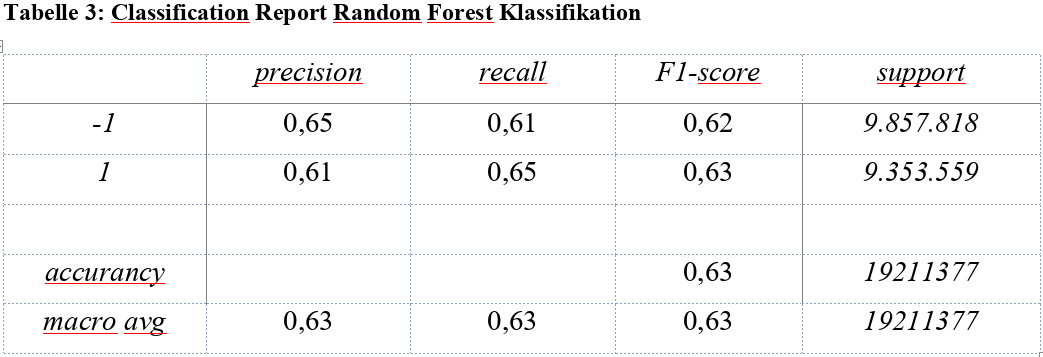 Tabelle 3: Classification Report Random Forest Klassifikation
precision recall F1-score support
-1 0,65 0,61 0,62 9.857.818
1 0,61 0,65 0,63 9.353.559
accurancy 0,63 19211377
macro avg 0,63 0,63 0,63 19211377